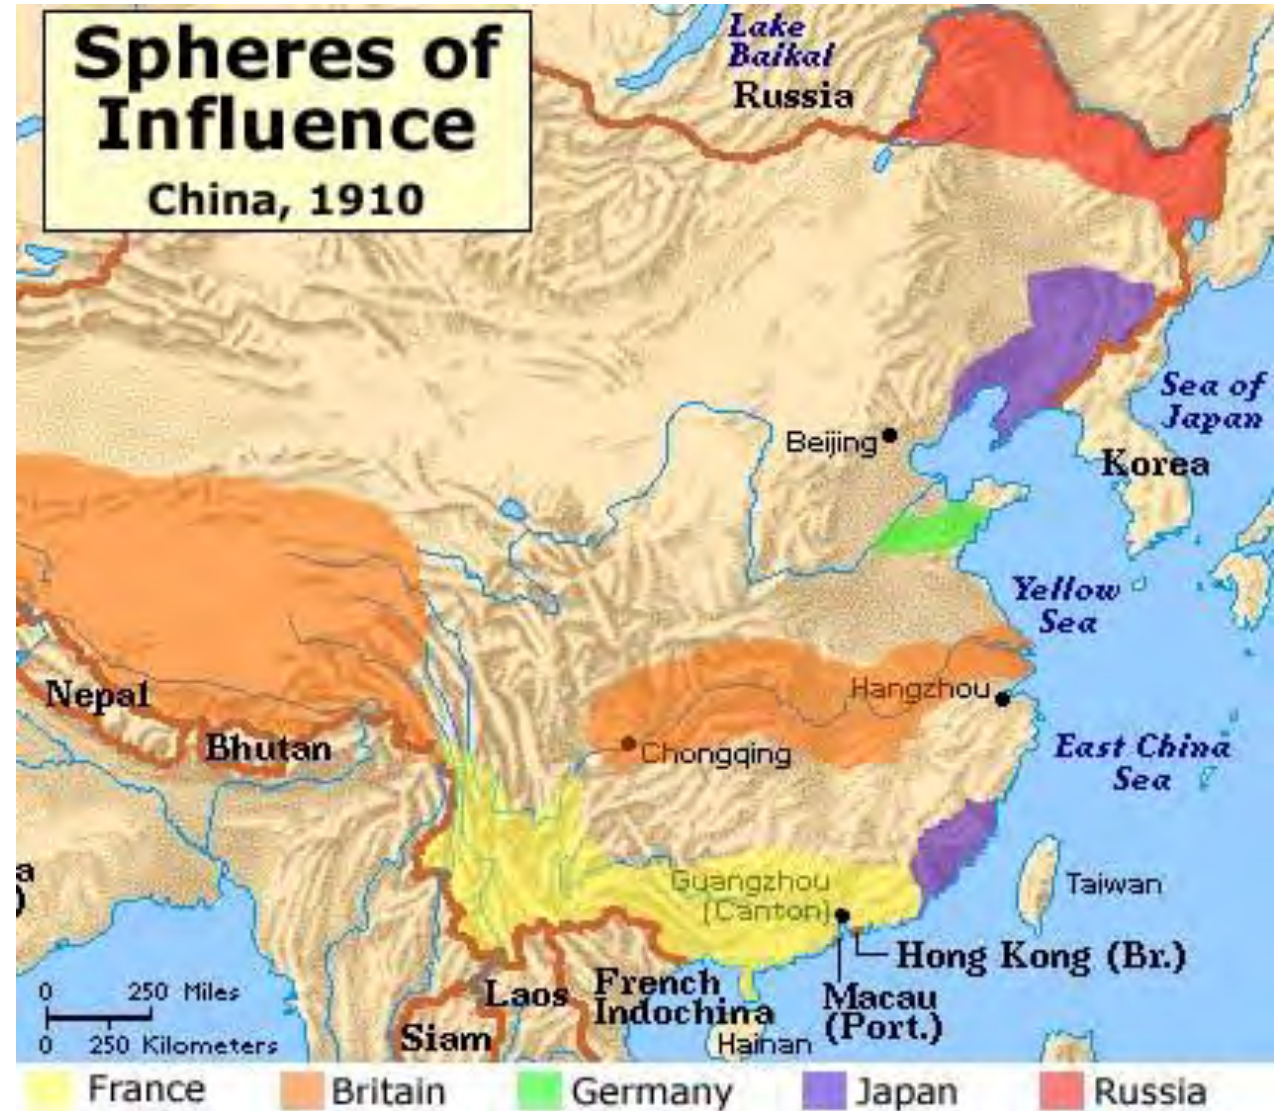 Spheres of
Influence
China, 1910
Lake
Baikal
Russia
Sea of
Japan
Beijing
Korea
Yellow
Sea
Nepal
Hangzhou
Bhutan
Chongqing
East China
Sea
a
)
Guangzhou
(Canton)
Taiwan
Hong Kong (Br.)
0 250 Miles
0 250 Kilometers
Laos
French
Indochina
Macau
(Port.)
Siam
Hainan
France Britain Germany Japan Russia